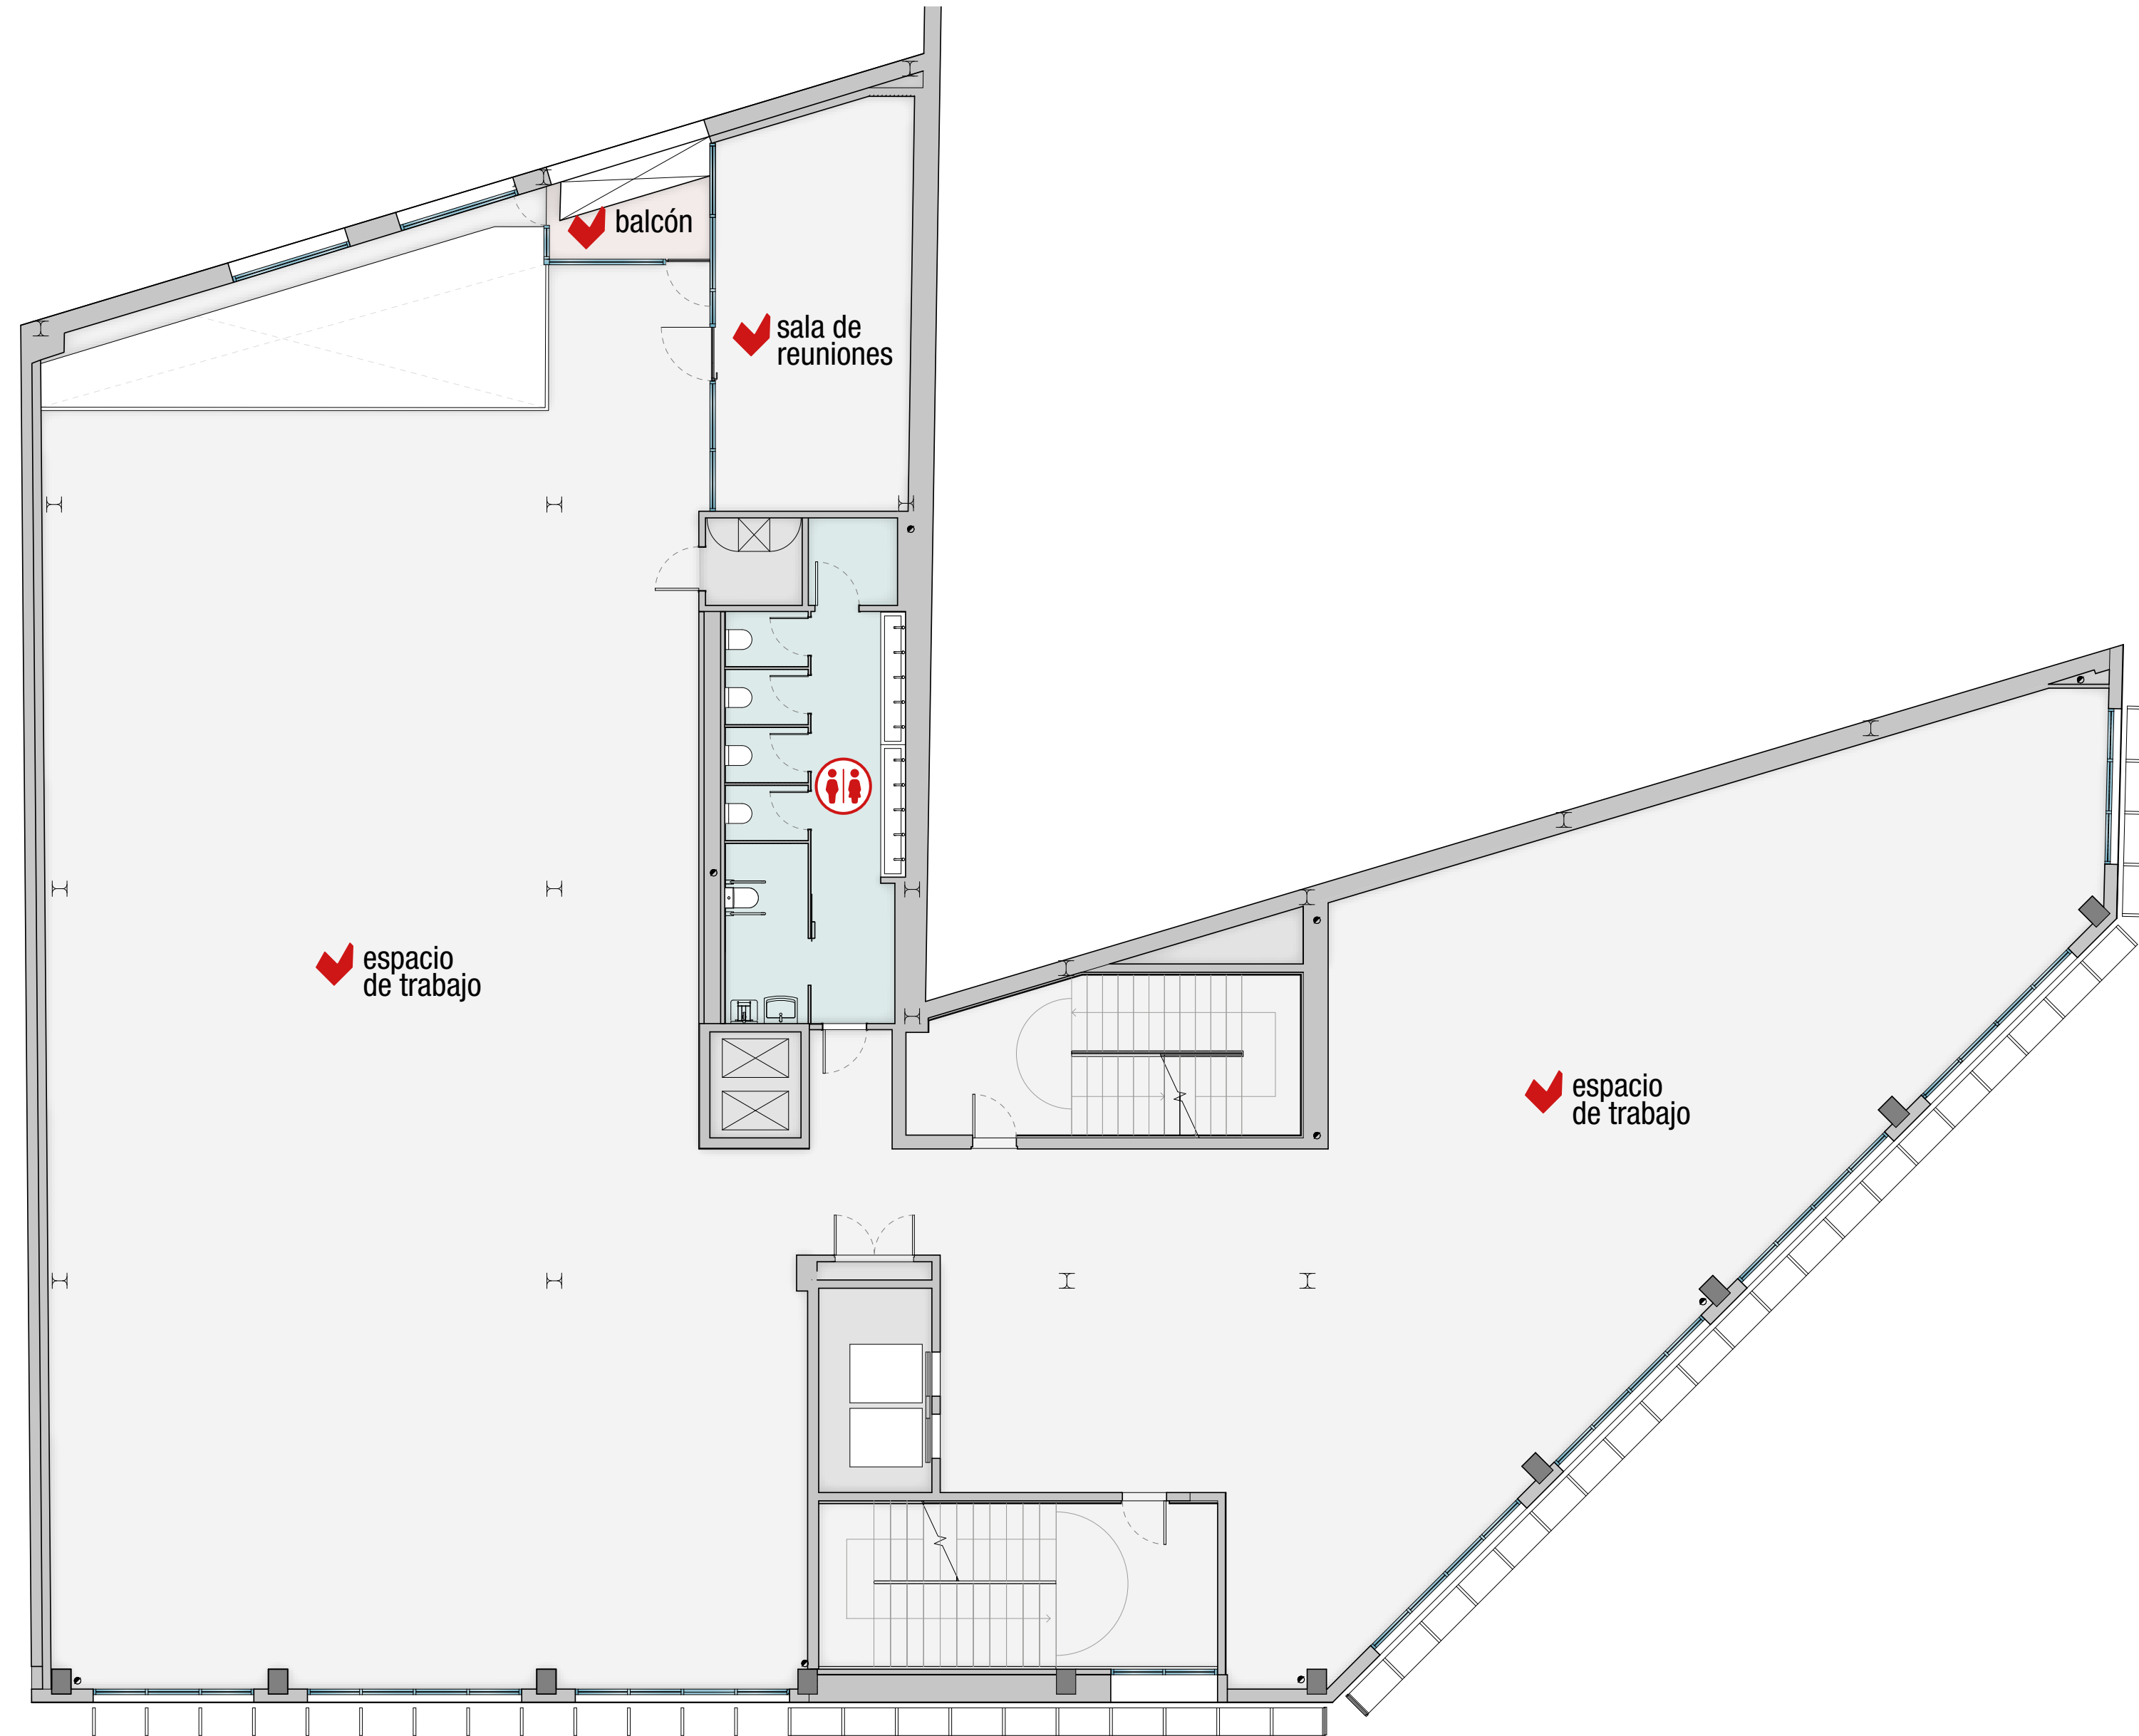 balcón
sala de
reuniones
espacio
de trabajo
espacio
de trabajo